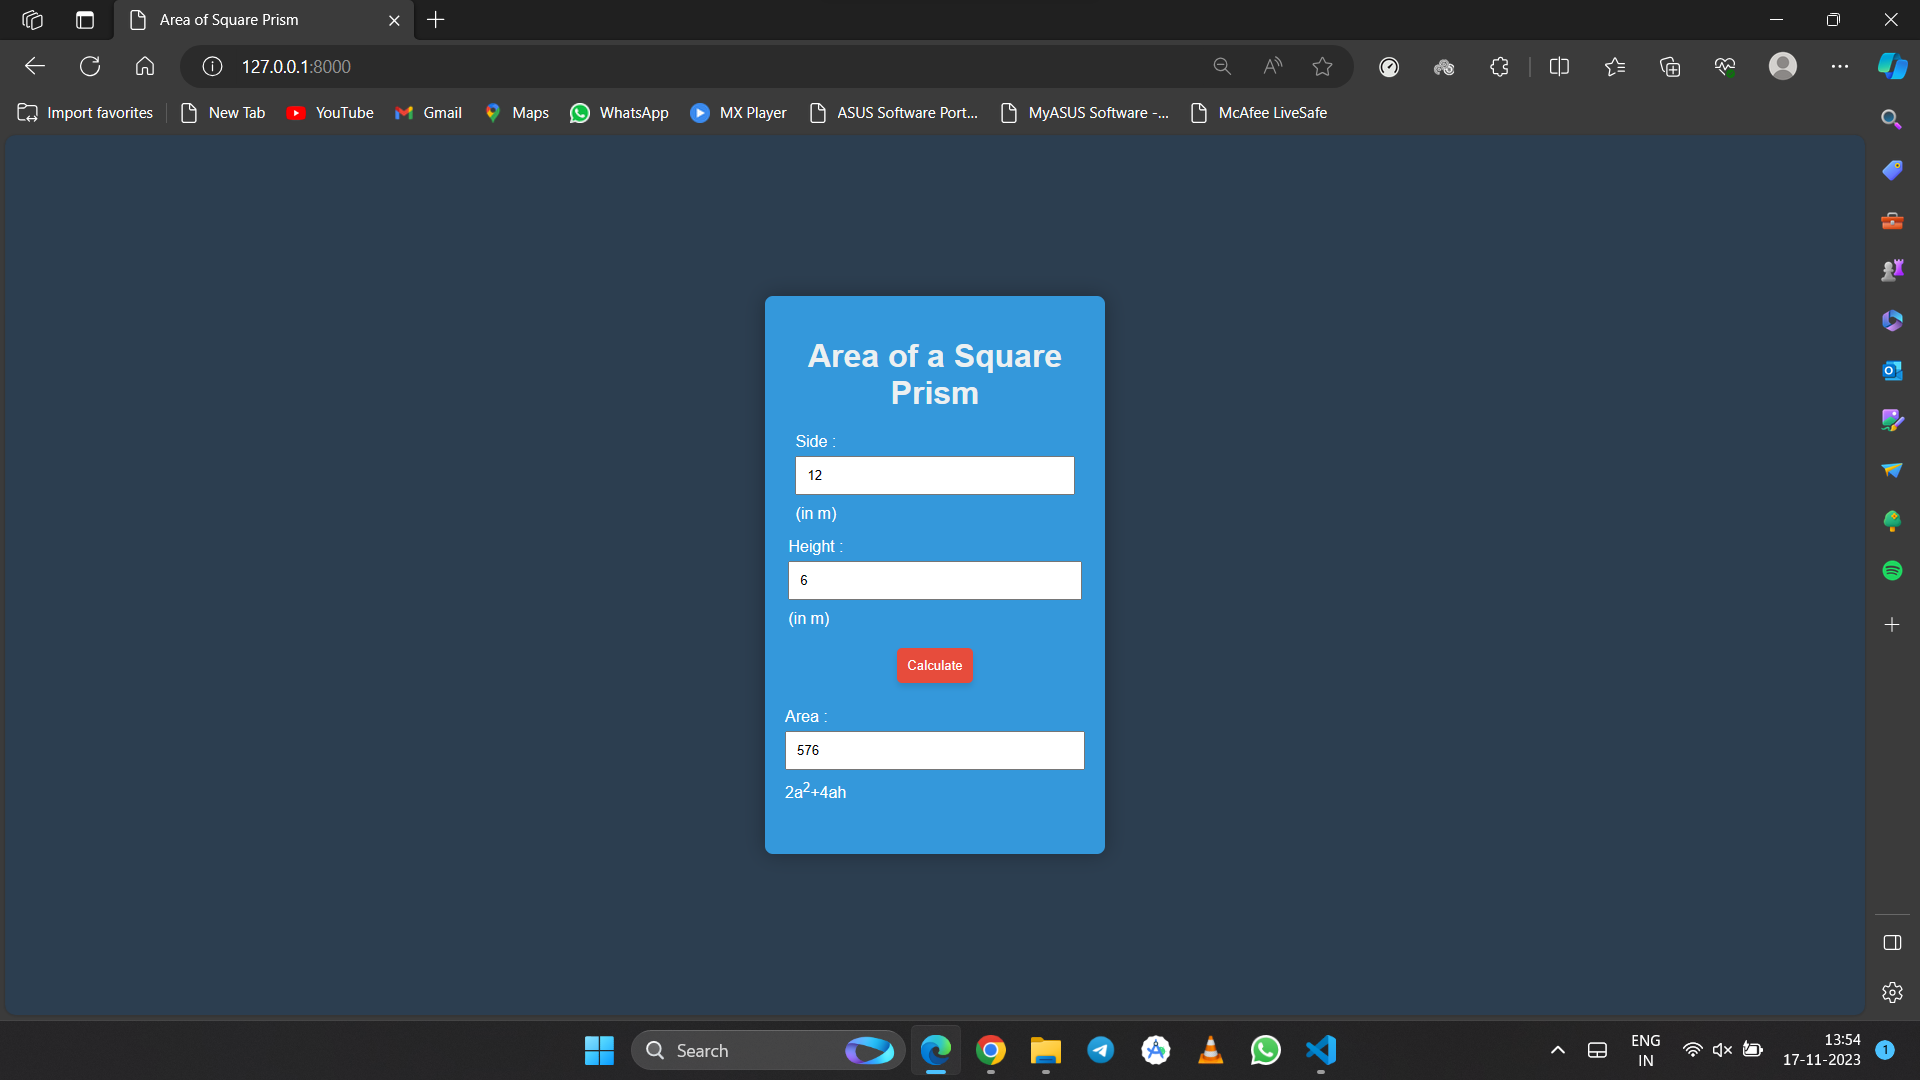 Area of Square Prism
127.0.0.1:8000
Import favorites
New Tab
YouTube
Gmail
Maps
WhatsApp
MX Player
ASUS Software Port...
MyASUS Software -...
McAfee LiveSafe
Area of a Square
Prism
Side :
12
(in m)
Height :
6
(in m)
Calculate
Area :
576
2a²+4ah
Search
ENG
IN
13:54
17-11-2023
1